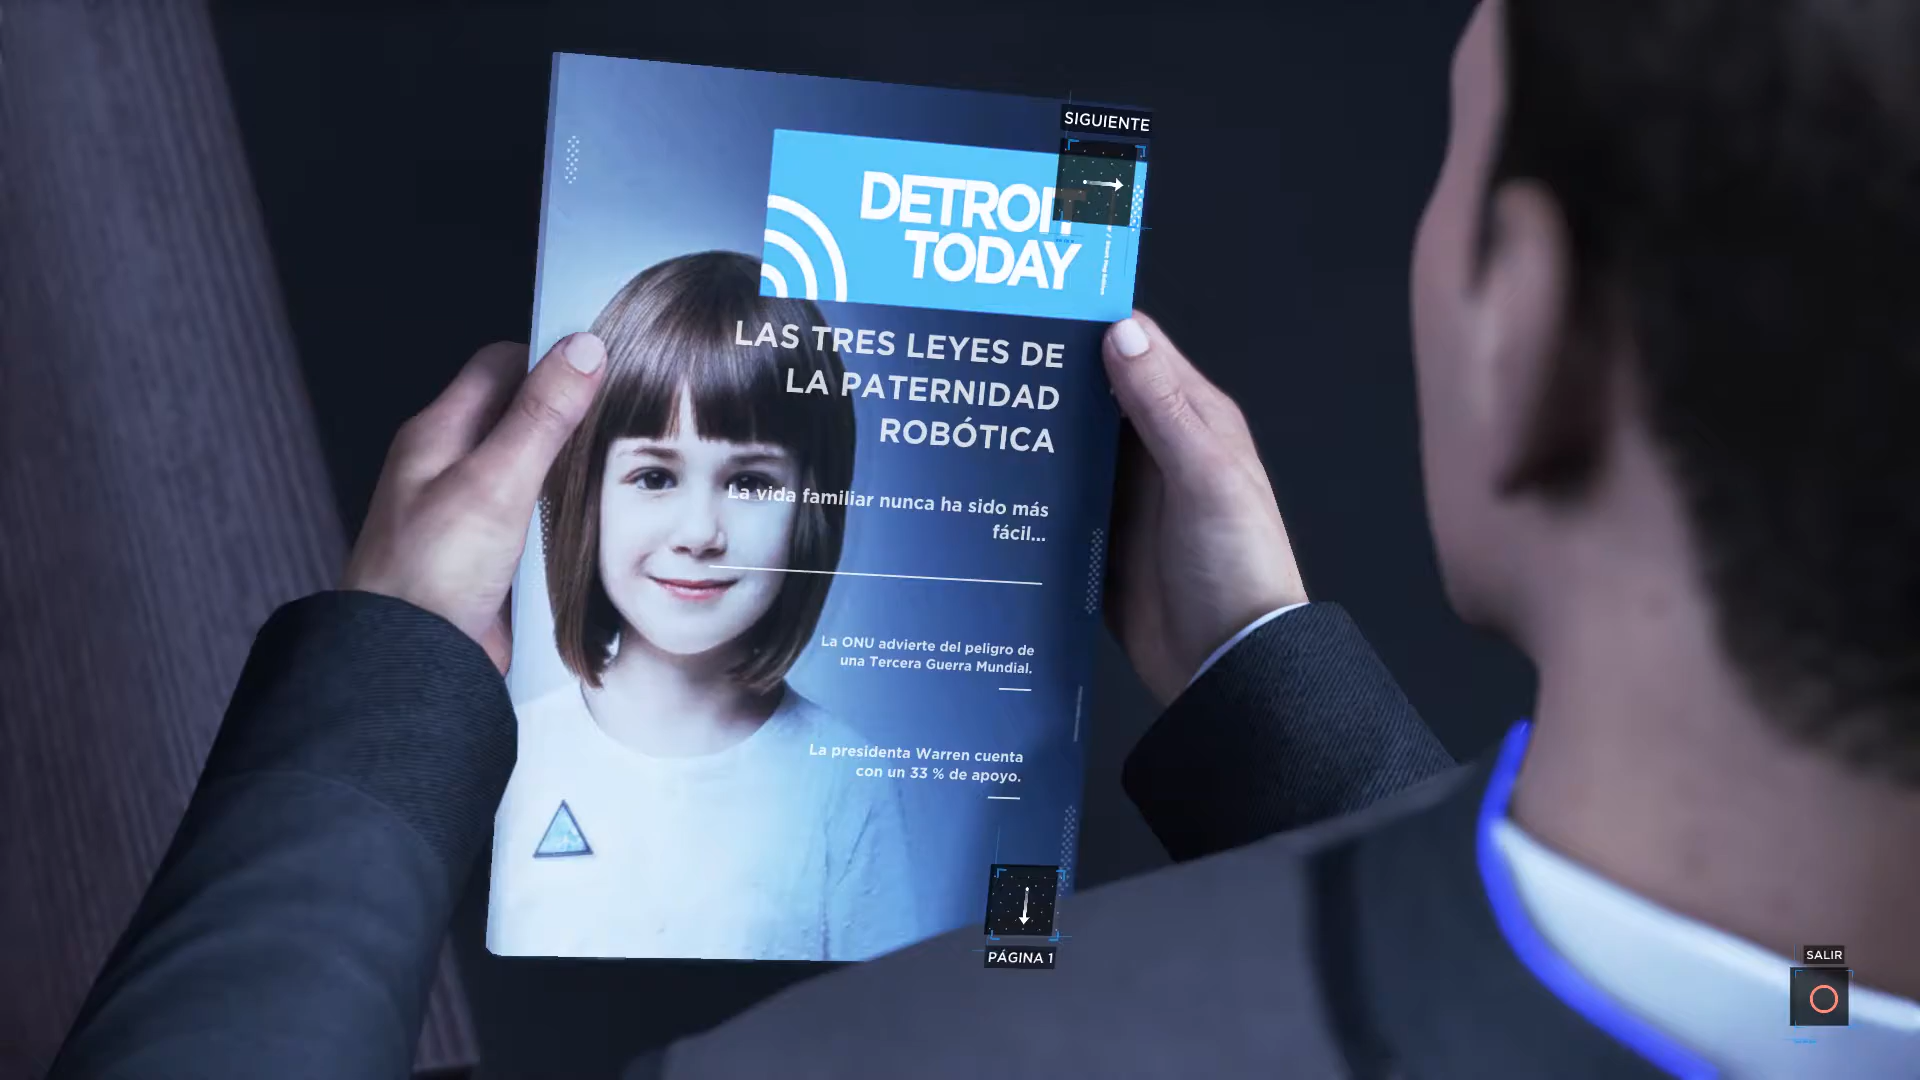 SIGUIENTE
DETROIT
TODAY
LAS TRES LEYES DE
LA PATERNIDAD
ROBÓTICA
La vida familiar nunca ha sido más
fácil...
La ONU advierte del peligro de
una Tercera Guerra Mundial.
La presidenta Warren cuenta
con un 33 % de apoyo.
PÁGINA 1
SALIR